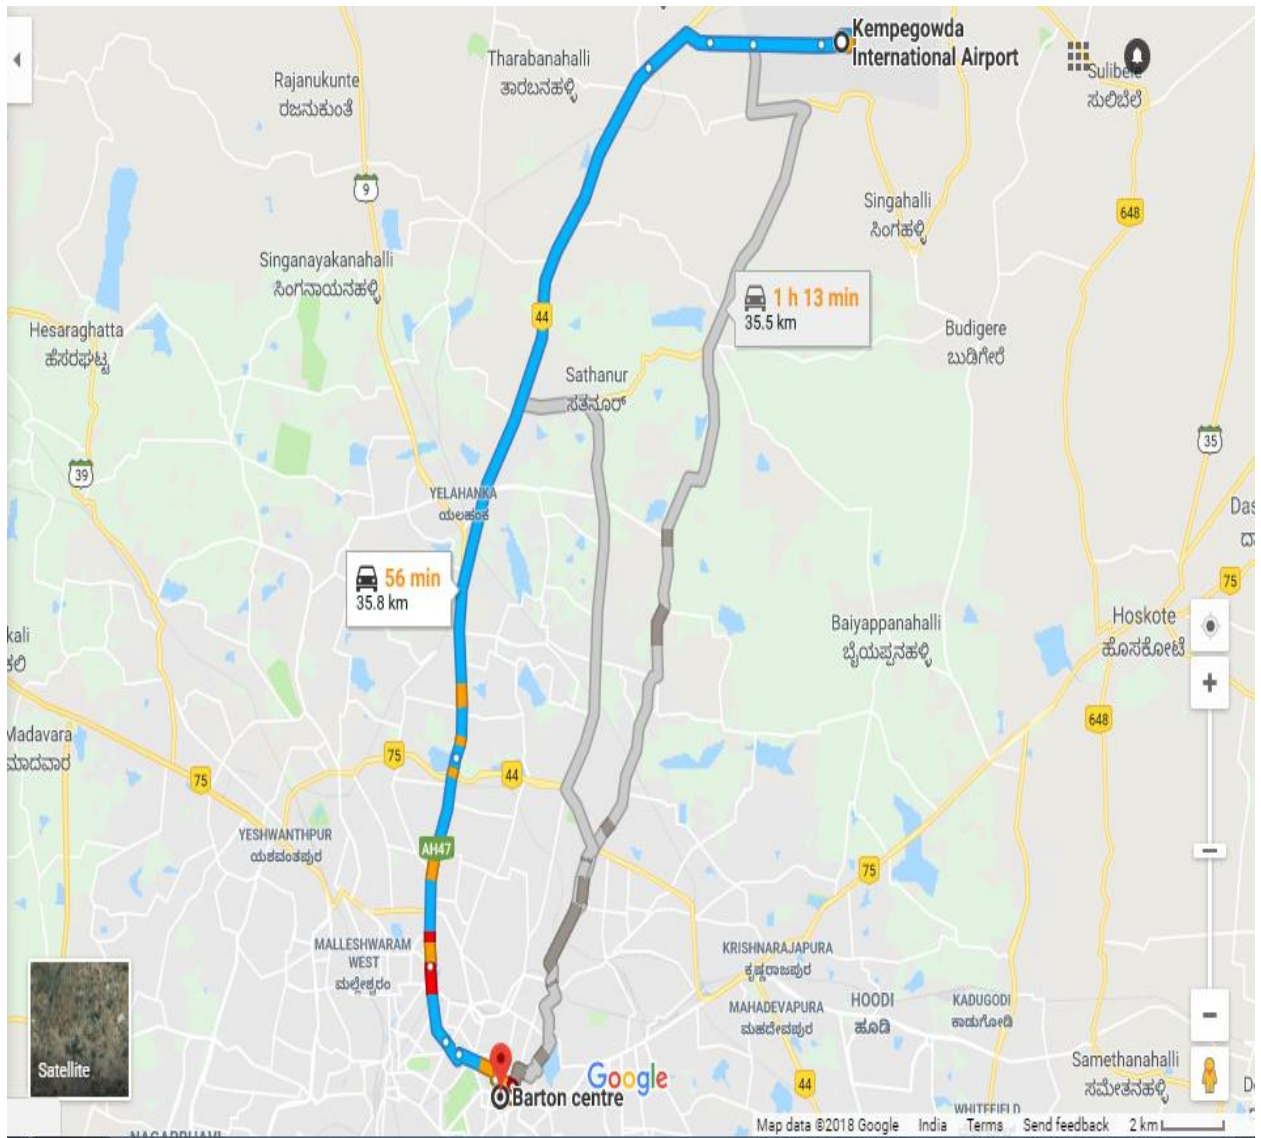 Kempegowda
International Airport
Tharabanahalli
ತಾರಬನಹಳ್ಳಿ
Rajanukunte
ರಜನುಕುಂತೆ
Sulibele
ಸುಲಿಬೆಲೆ
9
Singahalli
ಸಿಂಗಹಳ್ಳಿ
648
Singanayakanahalli
ಸಿಂಗನಾಯನಹಳ್ಳಿ
1 h 13 min
35.5 km
44
Hesaraghatta
ಹೆಸರಘಟ್ಟ
Budigere
ಬುಡಿಗೇರೆ
Sathanur
ಸತನೂರ್
35
39
YELAHANKA
ಯಲಹಂಕ
56 min
35.8 km
75
Hoskote
ಹೊಸಕೋಟೆ
Baiyappanahalli
ಬೈಯಪ್ಪನಹಳ್ಳಿ
kali
ಕಲಿ
648
Madavara
ಮಾದವಾರ
75
44
75
YESHWANTHPUR
ಯಶವಂತಪುರ
AH47
75
MALLESHWARAM
WEST
ಮಲ್ಲೇಶ್ವರಂ
KRISHNARAJAPURA
ಕೃಷ್ಣರಾಜಪುರ
MAHADEVAPURA
ಮಹದೇವಪುರ
HOODI
ಹೂಡಿ
KADUGODI
ಕಾಡುಗೋಡಿ
Satellite
Google
Barton centre
44
Samethanahalli
ಸಮೇತನಹಳ್ಳಿ
WHITEFIELD
Map data ©2018 Google India Terms Send feedback 2 km